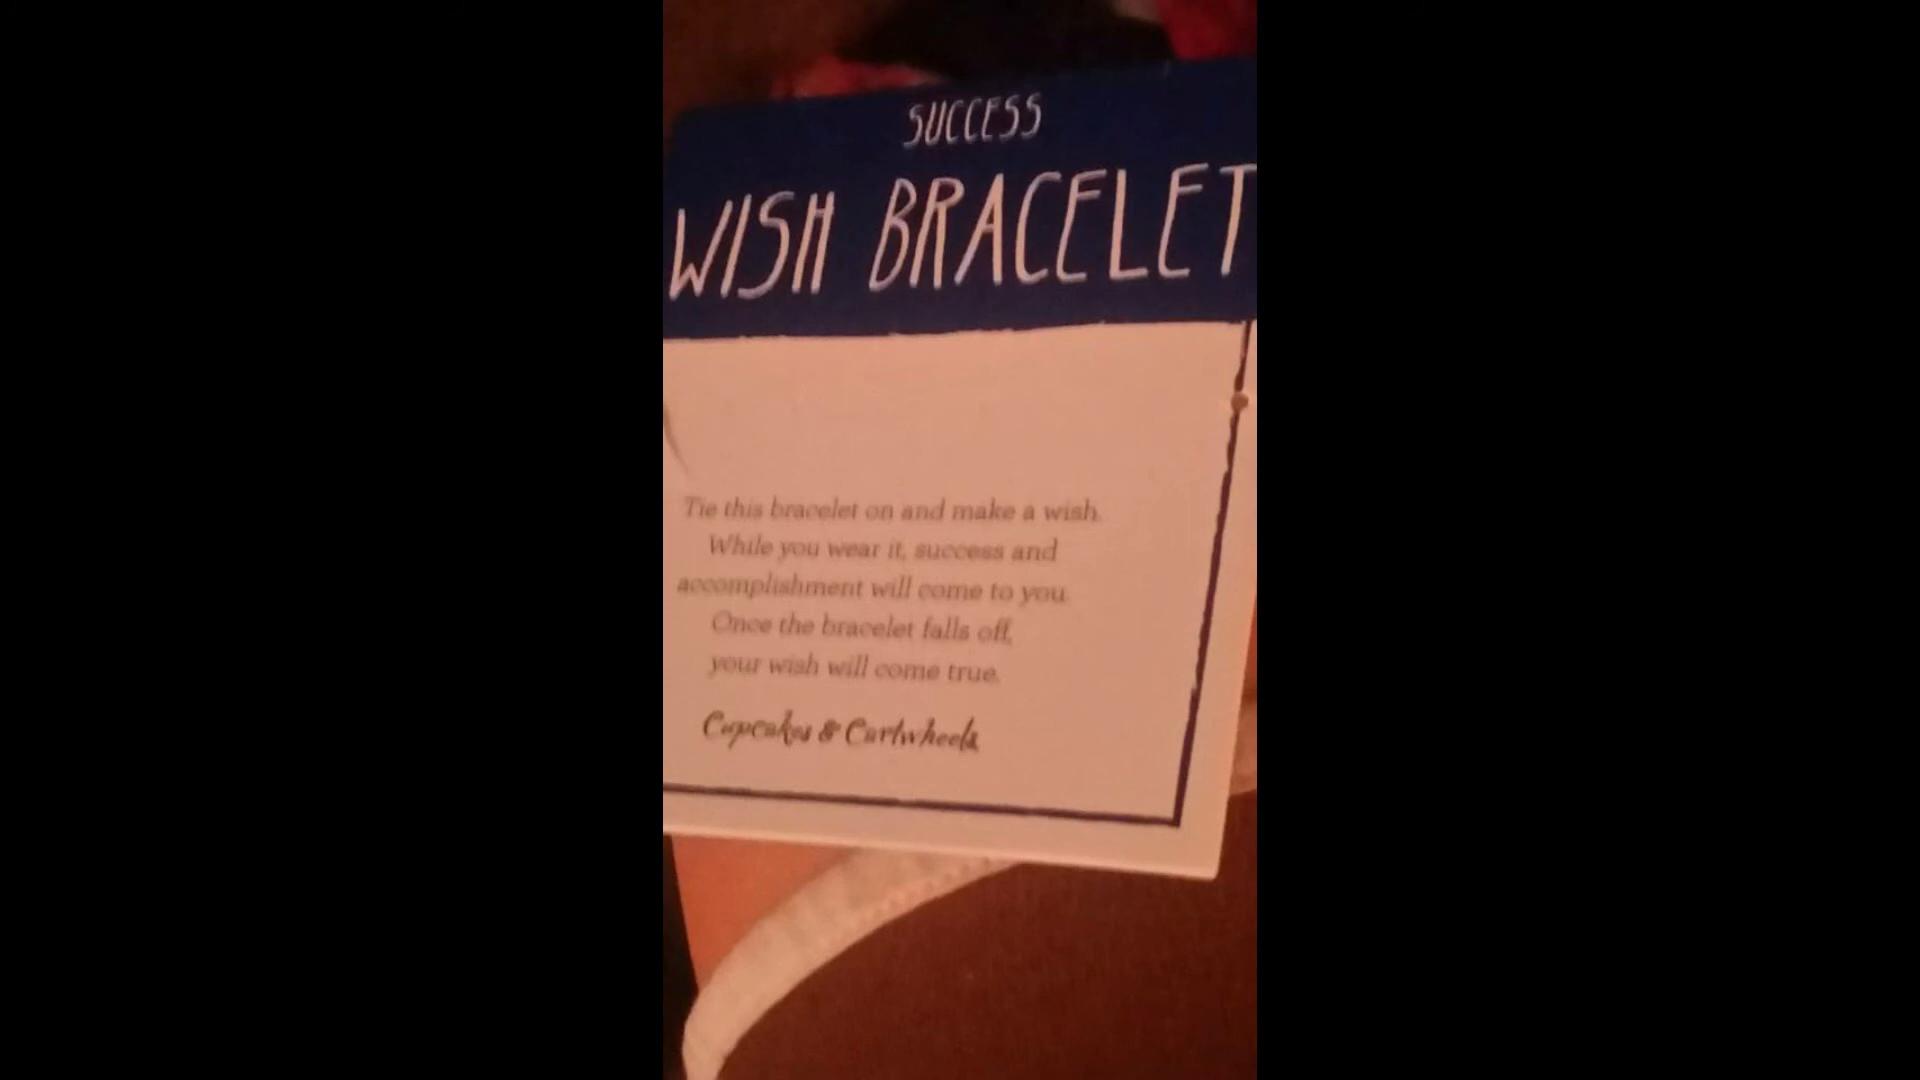 SUCCESS
WISH BRACELET
Tie this bracelet on and make a wish.
While you wear it, success and
accomplishment will come to you.
Once the bracelet falls off,
your wish will come true.
Cupcakes & Cartwheels